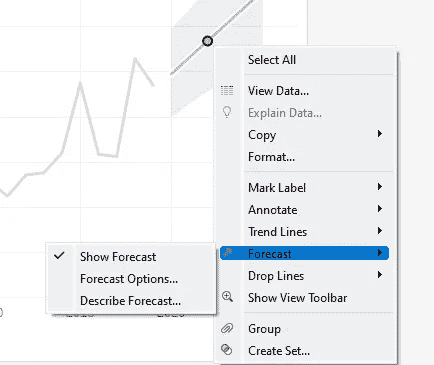 Select All
View Data...
Explain Data...
Copy
Format...
Mark Label
Annotate
Trend Lines
Forecast
Drop Lines
Show View Toolbar
Group
Create Set...
Show Forecast
Forecast Options...
Describe Forecast...